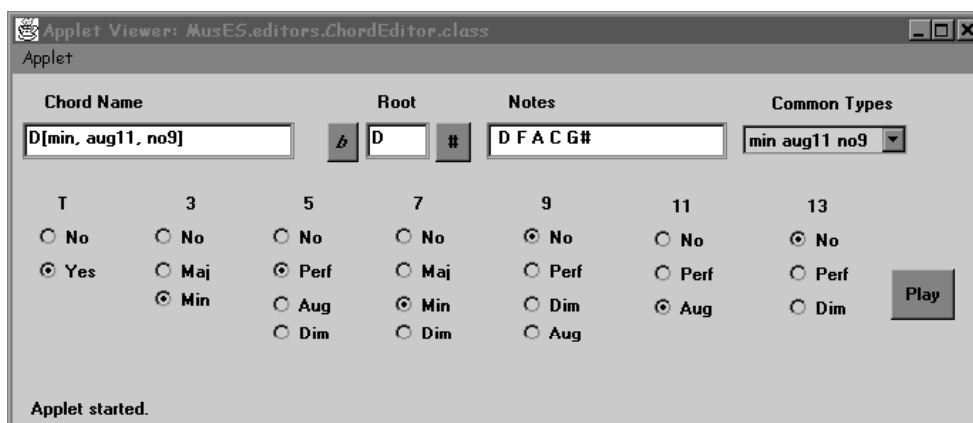 Applet Viewer: MusES.editors.ChordEditor.class
Applet
Chord Name Root Notes Common Types
D[min, aug11, no9] b D # D F A C G# min aug11 no9
T 3 5 7 9 11 13
No No No No No No No
Yes Maj Perf Maj Perf Perf Perf
Min Aug Min Dim Aug Dim Play
Dim Dim Aug
Applet started.